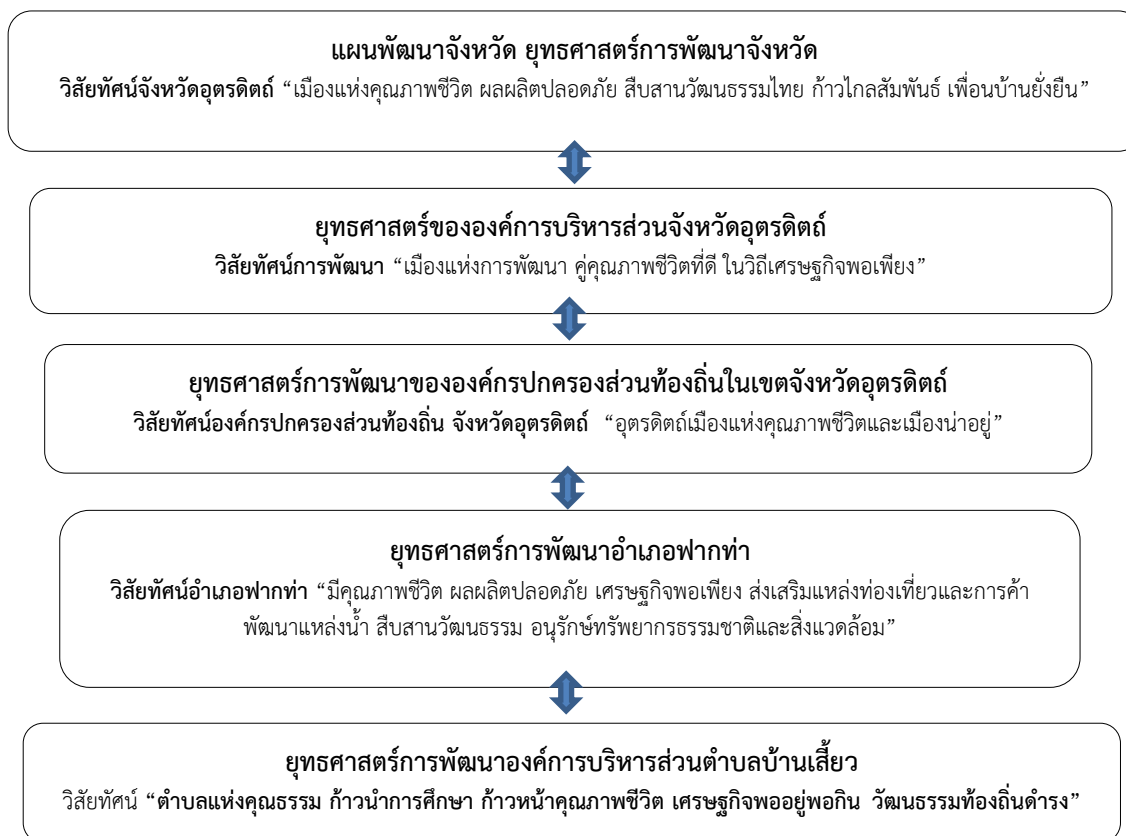 แผนพัฒนาจังหวัด ยุทธศาสตร์การพัฒนาจังหวัด
วิสัยทัศน์จังหวัดอุตรดิตถ์ “เมืองแห่งคุณภาพชีวิต ผลผลิตปลอดภัย สืบสานวัฒนธรรมไทย ก้าวไกลสัมพันธ์ เพื่อนบ้านยั่งยืน”
ยุทธศาสตร์ขององค์การบริหารส่วนจังหวัดอุตรดิตถ์
วิสัยทัศน์การพัฒนา “เมืองแห่งการพัฒนา คู่คุณภาพชีวิตที่ดี ในวิถีเศรษฐกิจพอเพียง”
ยุทธศาสตร์การพัฒนาขององค์กรปกครองส่วนท้องถิ่นในเขตจังหวัดอุตรดิตถ์
วิสัยทัศน์องค์กรปกครองส่วนท้องถิ่น จังหวัดอุตรดิตถ์ “อุตรดิตถ์เมืองแห่งคุณภาพชีวิตและเมืองน่าอยู่”
ยุทธศาสตร์การพัฒนาอำเภอฟากท่า
วิสัยทัศน์อำเภอฟากท่า “มีคุณภาพชีวิต ผลผลิตปลอดภัย เศรษฐกิจพอเพียง ส่งเสริมแหล่งท่องเที่ยวและการค้า
พัฒนาแหล่งน้ำ สืบสานวัฒนธรรม อนุรักษ์ทรัพยากรธรรมชาติและสิ่งแวดล้อม”
ยุทธศาสตร์การพัฒนาองค์การบริหารส่วนตำบลบ้านเสี้ยว
วิสัยทัศน์ “ตำบลแห่งคุณธรรม ก้าวนำการศึกษา ก้าวหน้าคุณภาพชีวิต เศรษฐกิจพออยู่พอกิน วัฒนธรรมท้องถิ่นดำรง”